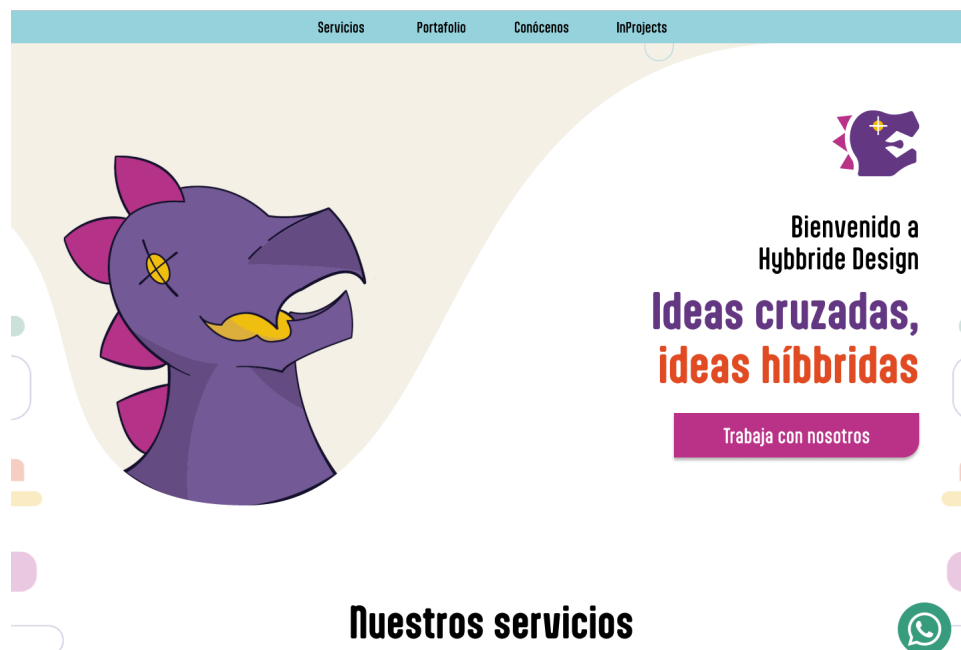 Servicios Portafolio Conócenos InProjects
Bienvenido a
Hybbride Design
Ideas cruzadas,
ideas híbbridas
Trabaja con nosotros
Nuestros servicios